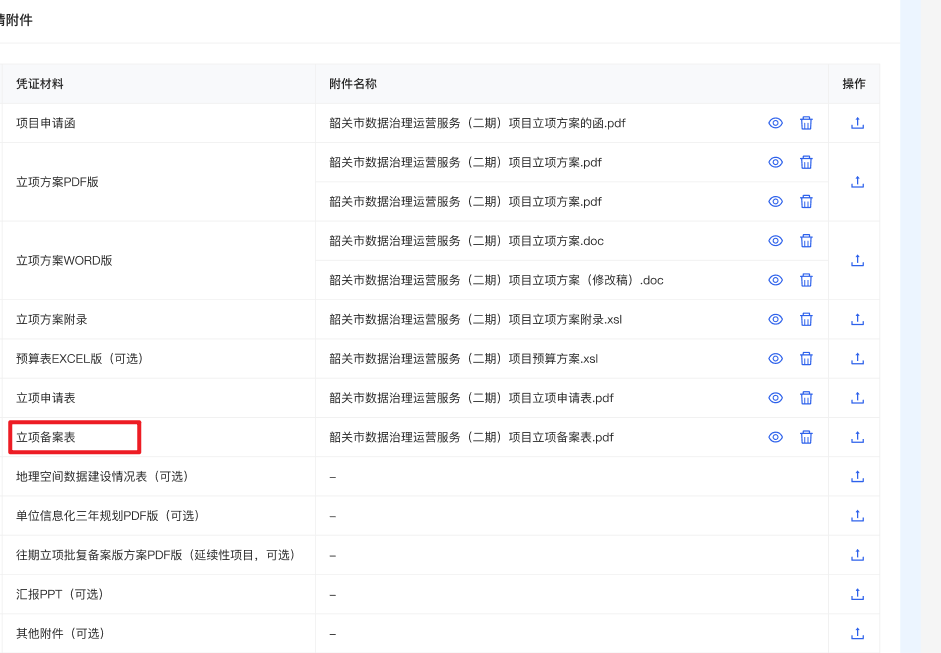 请附件
凭证材料 附件名称 操作
项目申请函 韶关市数据治理运营服务（二期）项目立项方案的函.pdf
立项方案PDF版 韶关市数据治理运营服务（二期）项目立项方案.pdf
韶关市数据治理运营服务（二期）项目立项方案.pdf
立项方案WORD版 韶关市数据治理运营服务（二期）项目立项方案.doc
韶关市数据治理运营服务（二期）项目立项方案（修改稿）.doc
立项方案附录 韶关市数据治理运营服务（二期）项目立项方案附录.xsl
预算表EXCEL版（可选） 韶关市数据治理运营服务（二期）项目预算方案.xsl
立项申请表 韶关市数据治理运营服务（二期）项目立项申请表.pdf
立项备案表 韶关市数据治理运营服务（二期）项目立项备案表.pdf
地理空间数据建设情况表（可选） –
单位信息化三年规划PDF版（可选） –
往期立项批复备案版方案PDF版（延续性项目，可选） –
汇报PPT（可选） –
其他附件（可选） –